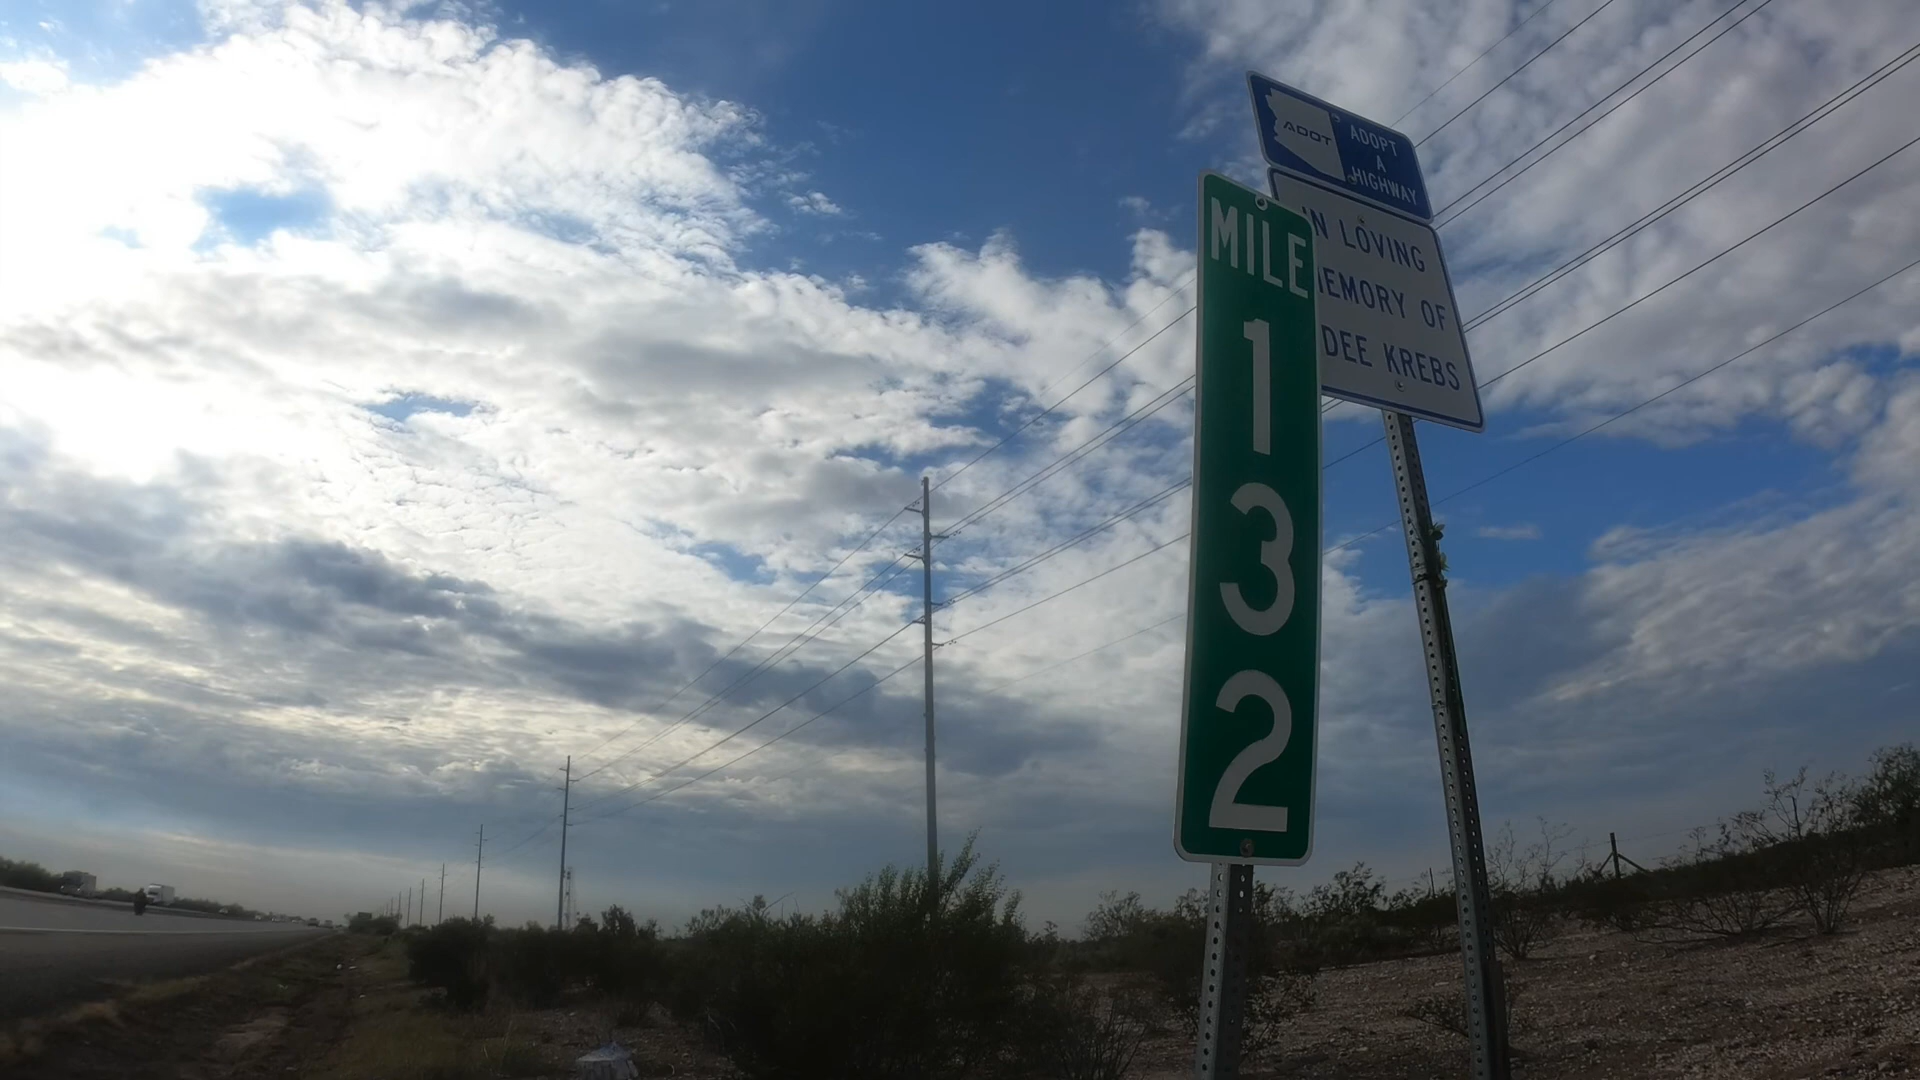 ADOT
ADOPT
A
HIGHWAY
IN LOVING
MEMORY OF
DEE KREBS
MILE
1
3
2